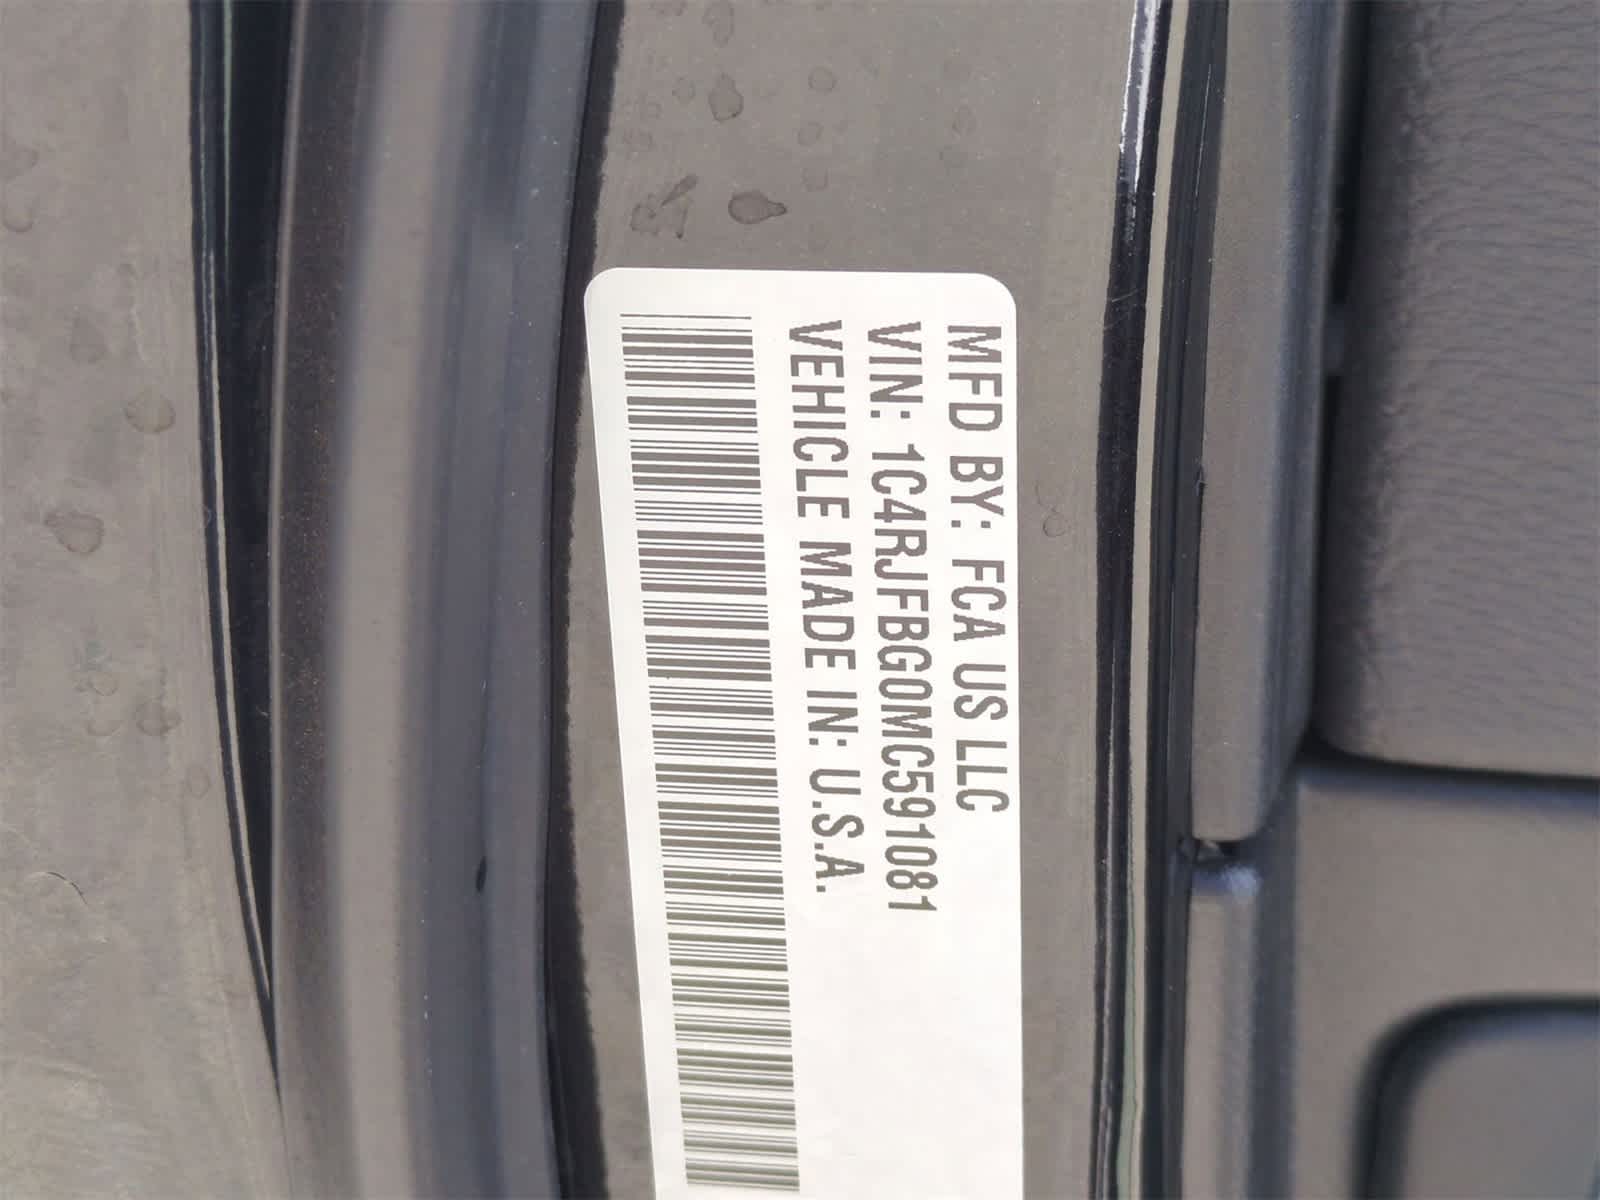 MFD BY: FCA US LLC
VIN: 1C4RJFBG0MC591081
VEHICLE MADE IN: U.S.A.